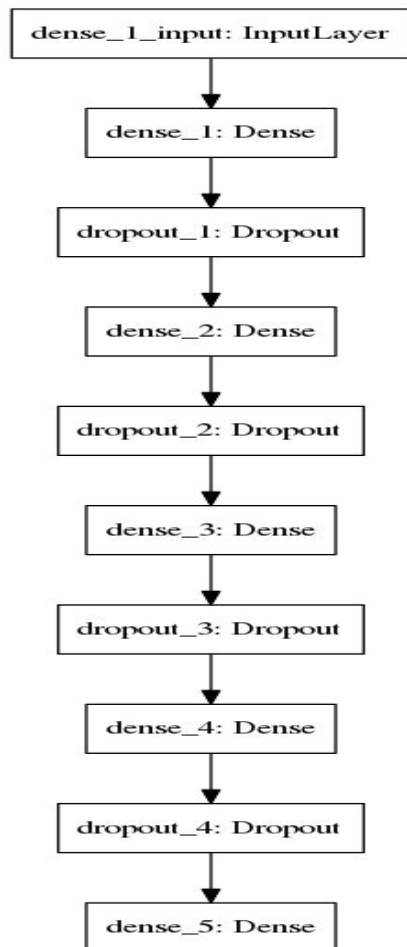 dense_1_input: InputLayer
dense_1: Dense
dropout_1: Dropout
dense_2: Dense
dropout_2: Dropout
dense_3: Dense
dropout_3: Dropout
dense_4: Dense
dropout_4: Dropout
dense_5: Dense